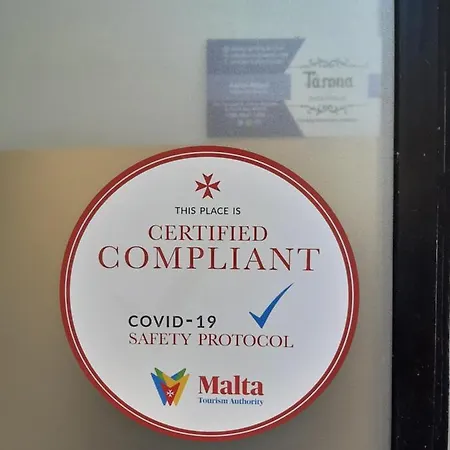 Tarona
THIS PLACE IS
CERTIFIED
COMPLIANT
COVID-19
SAFETY PROTOCOL
Malta
Tourism Authority